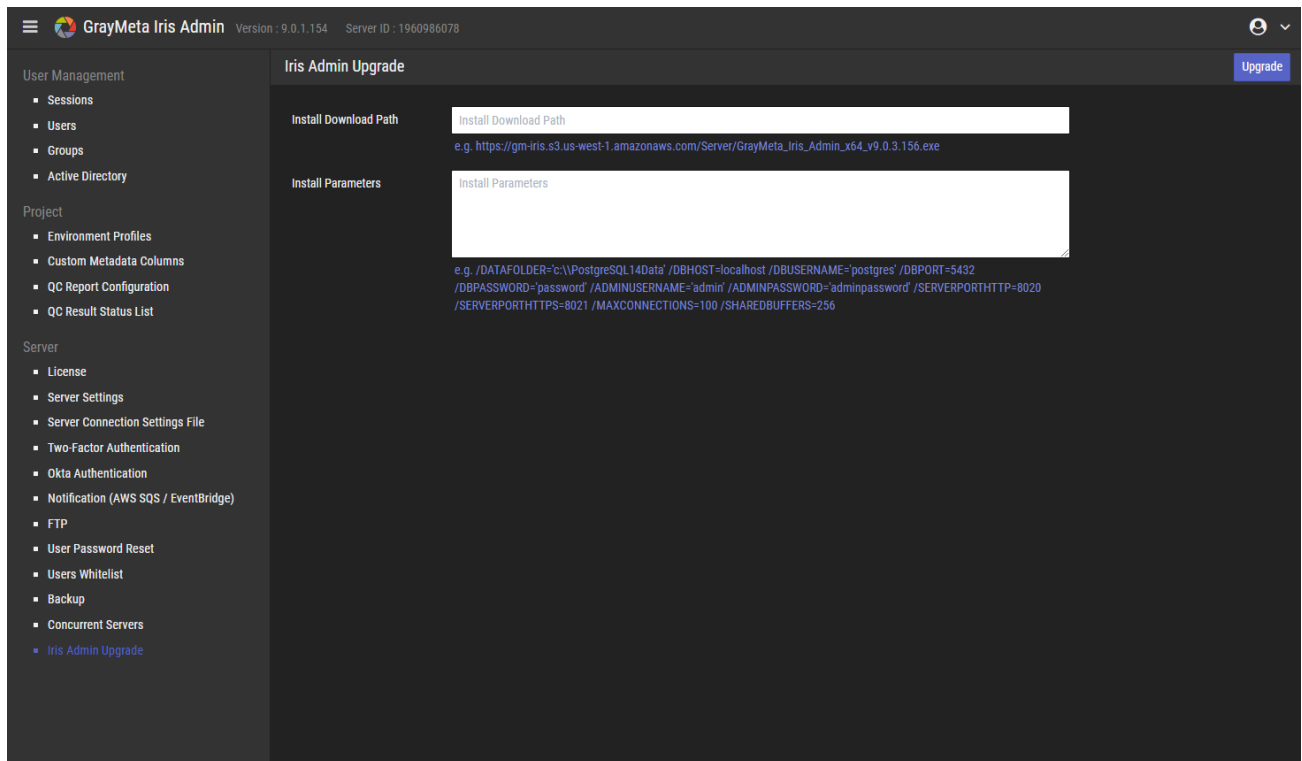 GrayMeta Iris Admin Version : 9.0.1.154 Server ID : 1960986078
User Management
Sessions
Users
Groups
Active Directory
Project
Environment Profiles
Custom Metadata Columns
QC Report Configuration
QC Result Status List
Server
License
Server Settings
Server Connection Settings File
Two-Factor Authentication
Okta Authentication
Notification (AWS SQS / EventBridge)
FTP
User Password Reset
Users Whitelist
Backup
Concurrent Servers
Iris Admin Upgrade
Iris Admin Upgrade
Upgrade
Install Download Path
Install Download Path
e.g. https://gm-iris.s3.us-west-1.amazonaws.com/Server/GrayMeta_Iris_Admin_x64_v9.0.3.156.exe
Install Parameters
Install Parameters
e.g. /DATAFOLDER='c:\\PostgreSQL14Data' /DBHOST=localhost /DBUSERNAME='postgres' /DBPORT=5432
/DBPASSWORD='password' /ADMINUSERNAME='admin' /ADMINPASSWORD='adminpassword' /SERVERPORTHTTP=8020
/SERVERPORTHTTPS=8021 /MAXCONNECTIONS=100 /SHAREDBUFFERS=256